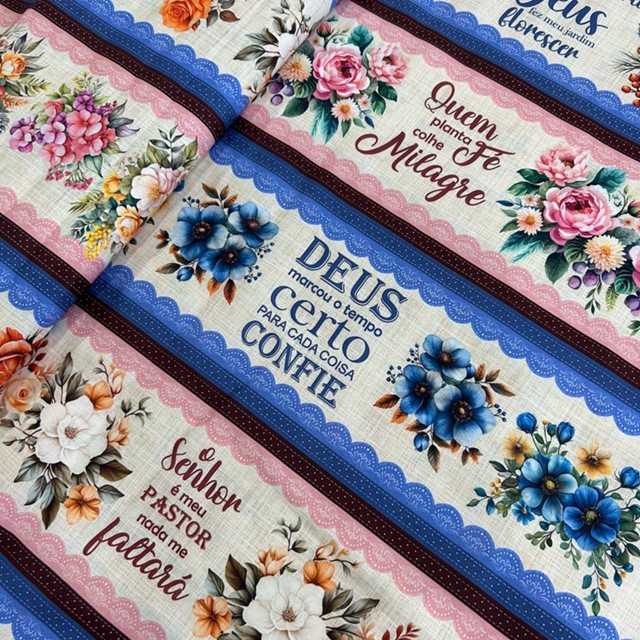 Deus
fez meu jardim
florescer
Quem
planta Fé
colhe
Milagre
DEUS
marcou o tempo
certo
PARA CADA COISA
CONFIE
O
Senhor
é meu
PASTOR
nada me
faltará